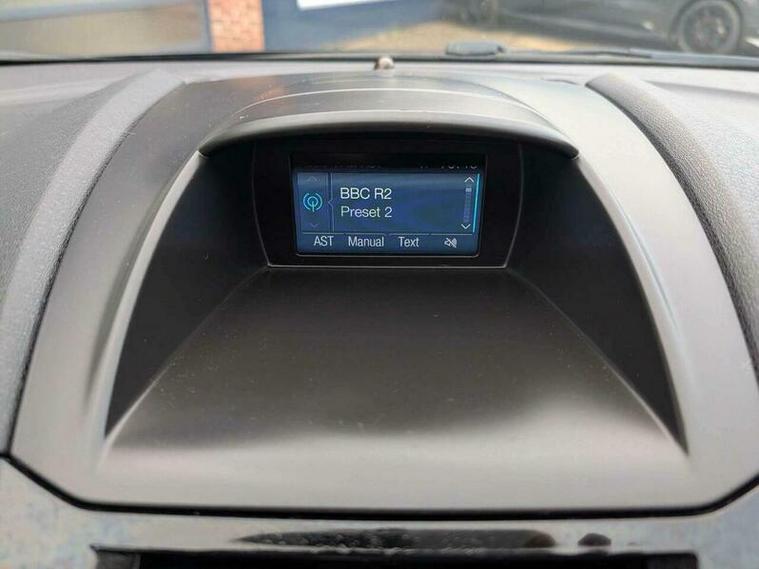 BBC R2
Preset 2
AST Manual Text